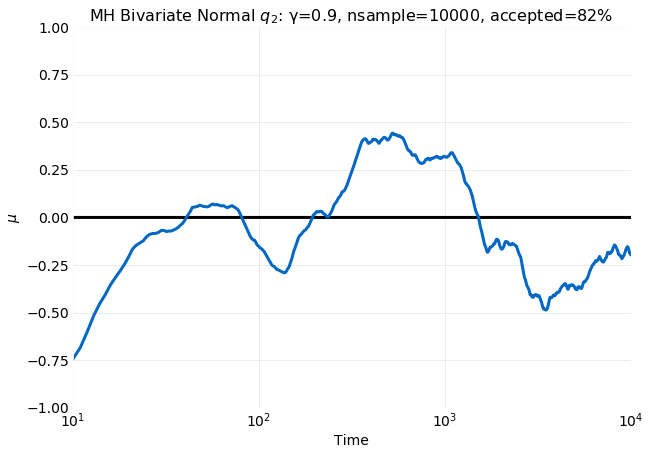 MH Bivariate Normal q₂: γ=0.9, nsample=10000, accepted=82%
1.00
0.75
0.50
0.25
0.00
−0.25
−0.50
−0.75
−1.00
μ
10¹ 10² 10³ 10⁴
Time